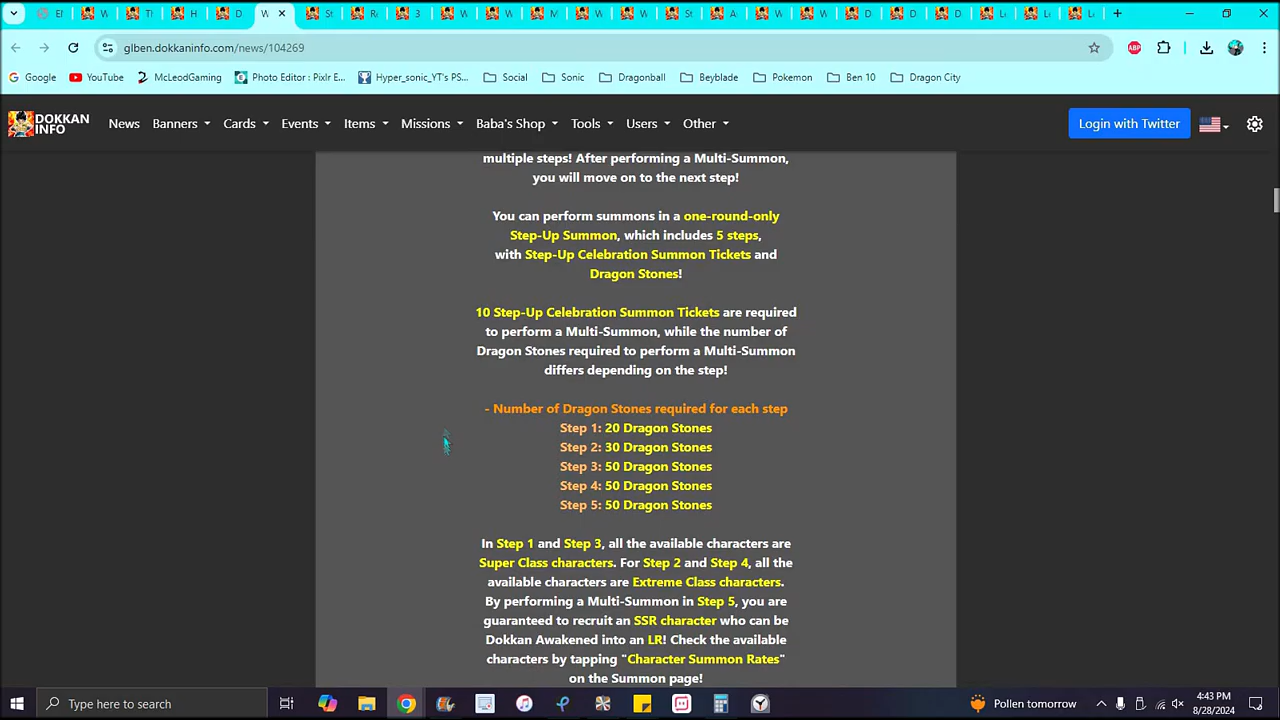 glben.dokkaninfo.com/news/104269
Google
YouTube
McLeodGaming
Photo Editor : Pixlr E...
Hyper_sonic_YT's PS...
Social
Sonic
Dragonball
Beyblade
Pokemon
Ben 10
Dragon City
DOKKAN
INFO
News
Banners
Cards
Events
Items
Missions
Baba's Shop
Tools
Users
Other
Login with Twitter
multiple steps! After performing a Multi-Summon,
you will move on to the next step!
You can perform summons in a one-round-only
Step-Up Summon, which includes 5 steps,
with Step-Up Celebration Summon Tickets and
Dragon Stones!
10 Step-Up Celebration Summon Tickets are required
to perform a Multi-Summon, while the number of
Dragon Stones required to perform a Multi-Summon
differs depending on the step!
- Number of Dragon Stones required for each step
Step 1: 20 Dragon Stones
Step 2: 30 Dragon Stones
Step 3: 50 Dragon Stones
Step 4: 50 Dragon Stones
Step 5: 50 Dragon Stones
In Step 1 and Step 3, all the available characters are
Super Class characters. For Step 2 and Step 4, all the
available characters are Extreme Class characters.
By performing a Multi-Summon in Step 5, you are
guaranteed to recruit an SSR character who can be
Dokkan Awakened into an LR! Check the available
characters by tapping "Character Summon Rates"
on the Summon page!
Type here to search
Pollen tomorrow
4:43 PM
8/28/2024